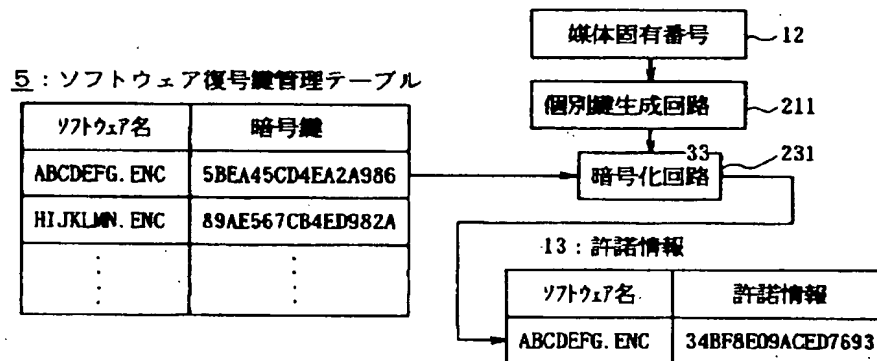 媒体固有番号 12
5:ソフトウェア復号鍵管理テーブル
個別鍵生成回路 211
ソフトウェア名 暗号鍵
33 231
暗号化回路
ABCDEFG.ENC 5BEA45CD4EA2A986
HIJKLMN.ENC 89AE567CB4ED982A
13:許諾情報
ソフトウェア名 許諾情報
ABCDEFG.ENC 34BF8E09ACED7693